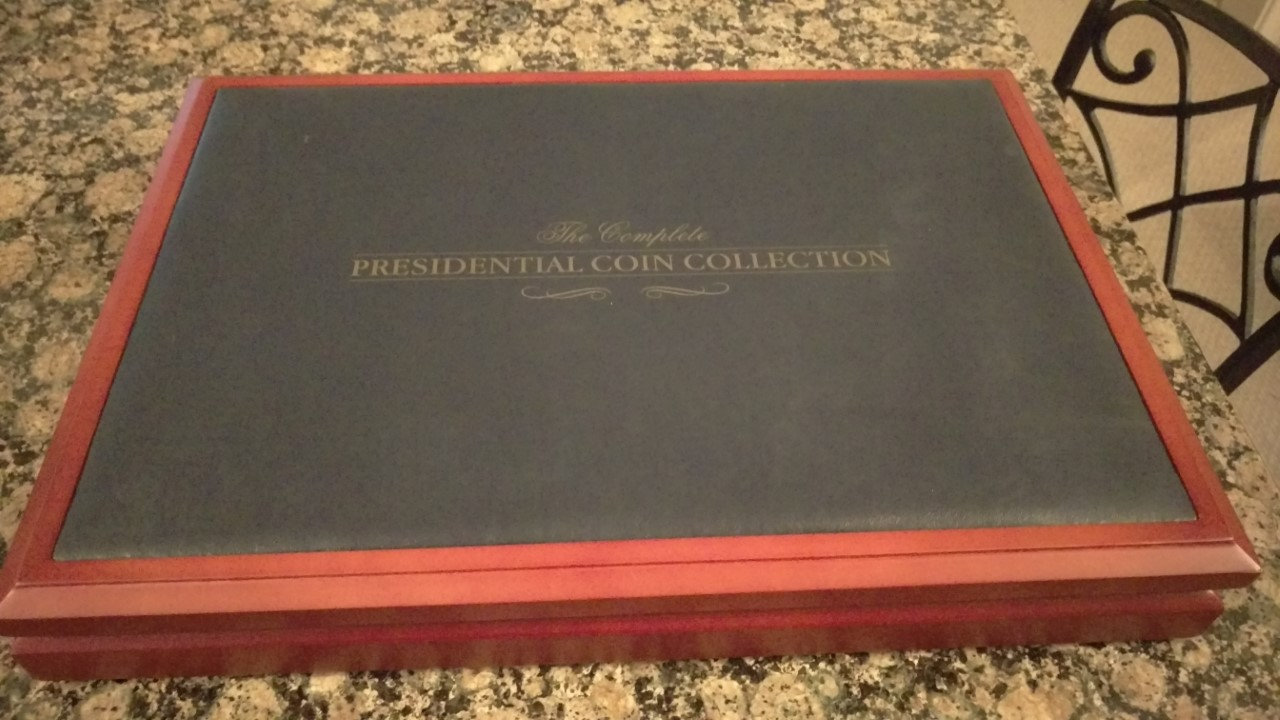 The Complete
PRESIDENTIAL COIN COLLECTION